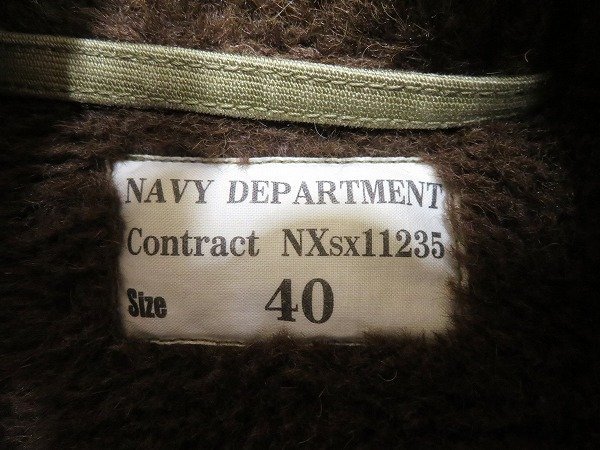 NAVY DEPARTMENT
Contract NXsx11235
Size 40